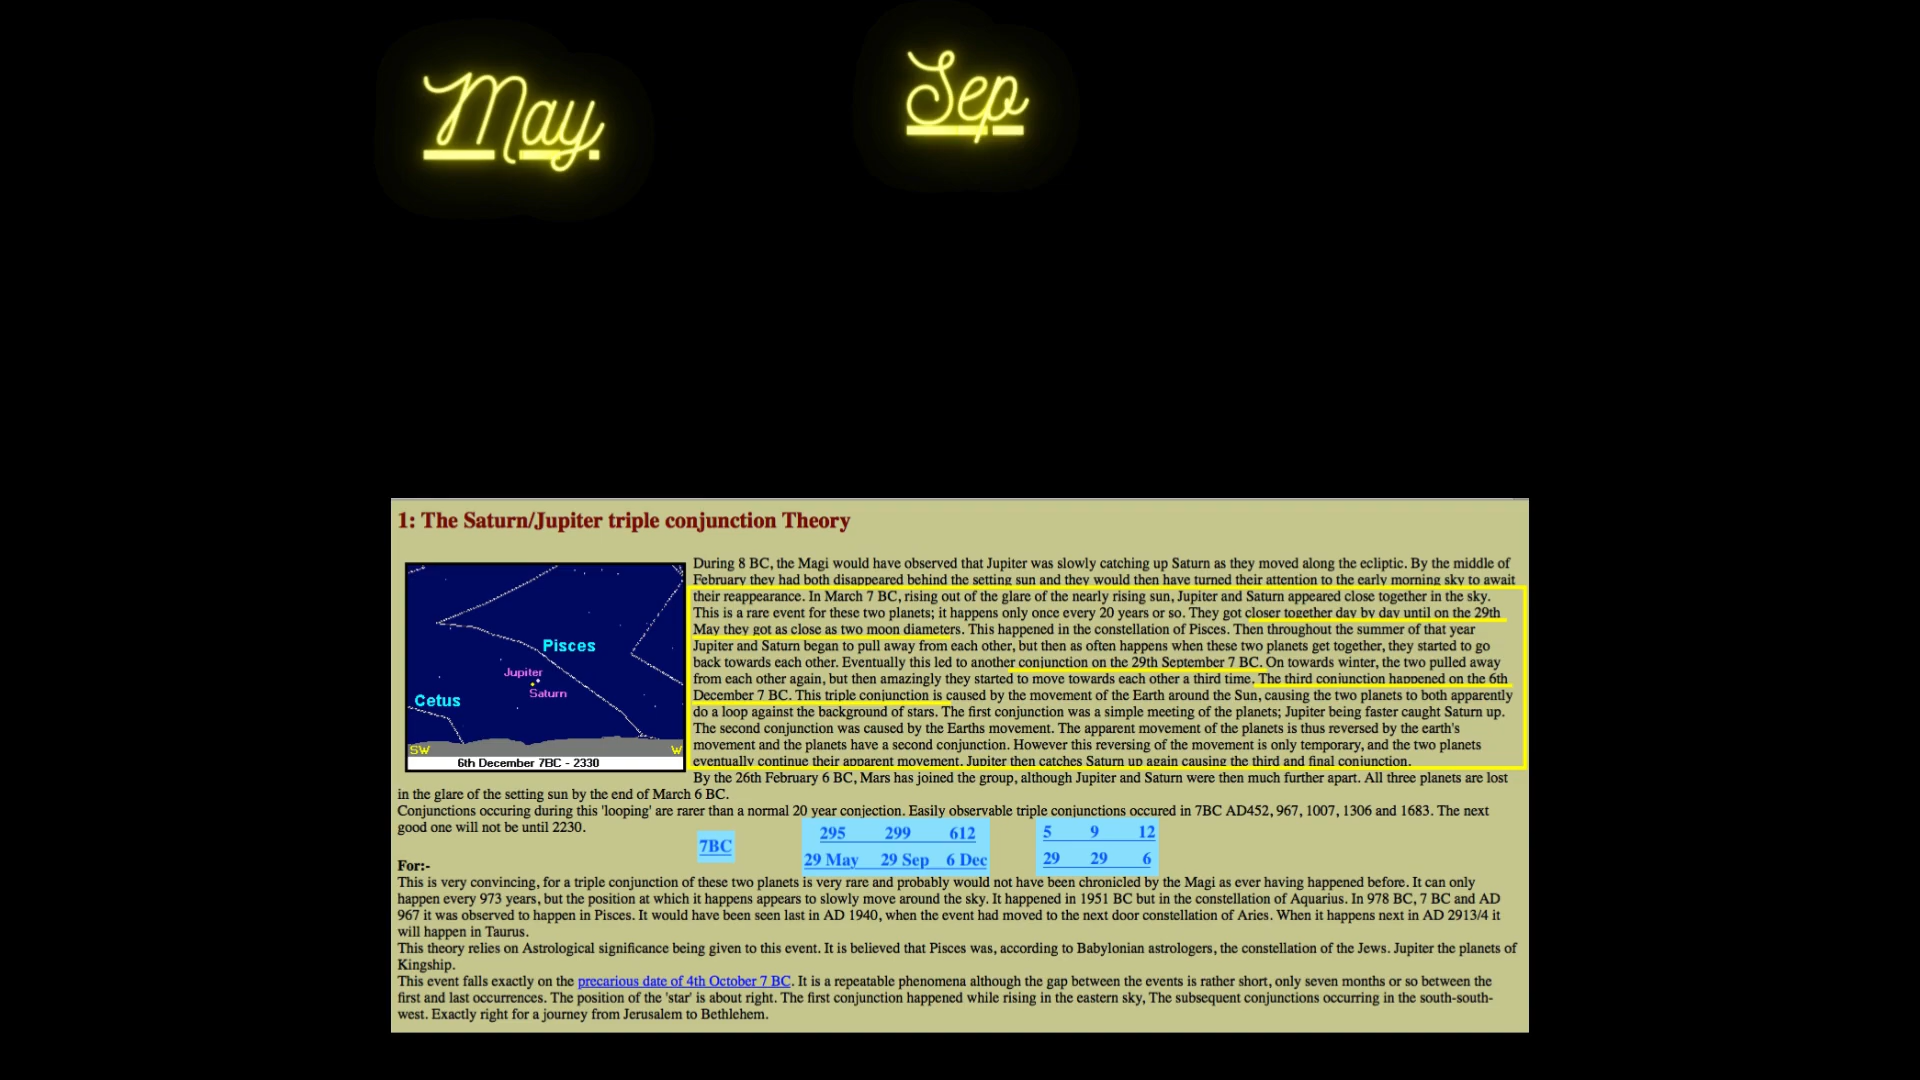 May
Sep
1: The Saturn/Jupiter triple conjunction Theory
During 8 BC, the Magi would have observed that Jupiter was slowly catching up Saturn as they moved along the ecliptic. By the middle of
February they had both disappeared behind the setting sun and they would then have turned their attention to the early morning sky to await
their reappearance. In March 7 BC, rising out of the glare of the nearly rising sun, Jupiter and Saturn appeared close together in the sky.
This is a rare event for these two planets; it happens only once every 20 years or so. They got closer together day by day until on the 29th
May they got as close as two moon diameters. This happened in the constellation of Pisces. Then throughout the summer of that year
Jupiter and Saturn began to pull away from each other, but then as often happens when these two planets get together, they started to go
back towards each other. Eventually this led to another conjunction on the 29th September 7 BC. On towards winter, the two pulled away
from each other again, but then amazingly they started to move towards each other a third time. The third conjunction happened on the 6th
December 7 BC. This triple conjunction is caused by the movement of the Earth around the Sun, causing the two planets to both apparently
do a loop against the background of stars. The first conjunction was a simple meeting of the planets; Jupiter being faster caught Saturn up.
The second conjunction was caused by the Earths movement. The apparent movement of the planets is thus reversed by the earth's
movement and the planets have a second conjunction. However this reversing of the movement is only temporary, and the two planets
eventually continue their apparent movement. Jupiter then catches Saturn up again causing the third and final conjunction.
Pisces
Jupiter
Saturn
Cetus
SW
W
6th December 7BC - 2330
By the 26th February 6 BC, Mars has joined the group, although Jupiter and Saturn were then much further apart. All three planets are lost
in the glare of the setting sun by the end of March 6 BC.
Conjunctions occuring during this 'looping' are rarer than a normal 20 year conjection. Easily observable triple conjunctions occured in 7BC AD452, 967, 1007, 1306 and 1683. The next
good one will not be until 2230.
7BC
295 299 612
29 May 29 Sep 6 Dec
5 9 12
29 29 6
For:-
This is very convincing, for a triple conjunction of these two planets is very rare and probably would not have been chronicled by the Magi as ever having happened before. It can only
happen every 973 years, but the position at which it happens appears to slowly move around the sky. It happened in 1951 BC but in the constellation of Aquarius. In 978 BC, 7 BC and AD
967 it was observed to happen in Pisces. It would have been seen last in AD 1940, when the event had moved to the next door constellation of Aries. When it happens next in AD 2913/4 it
will happen in Taurus.
This theory relies on Astrological significance being given to this event. It is believed that Pisces was, according to Babylonian astrologers, the constellation of the Jews. Jupiter the planets of
Kingship.
This event falls exactly on the precarious date of 4th October 7 BC. It is a repeatable phenomena although the gap between the events is rather short, only seven months or so between the
first and last occurrences. The position of the 'star' is about right. The first conjunction happened while rising in the eastern sky, The subsequent conjunctions occurring in the south-south-
west. Exactly right for a journey from Jerusalem to Bethlehem.